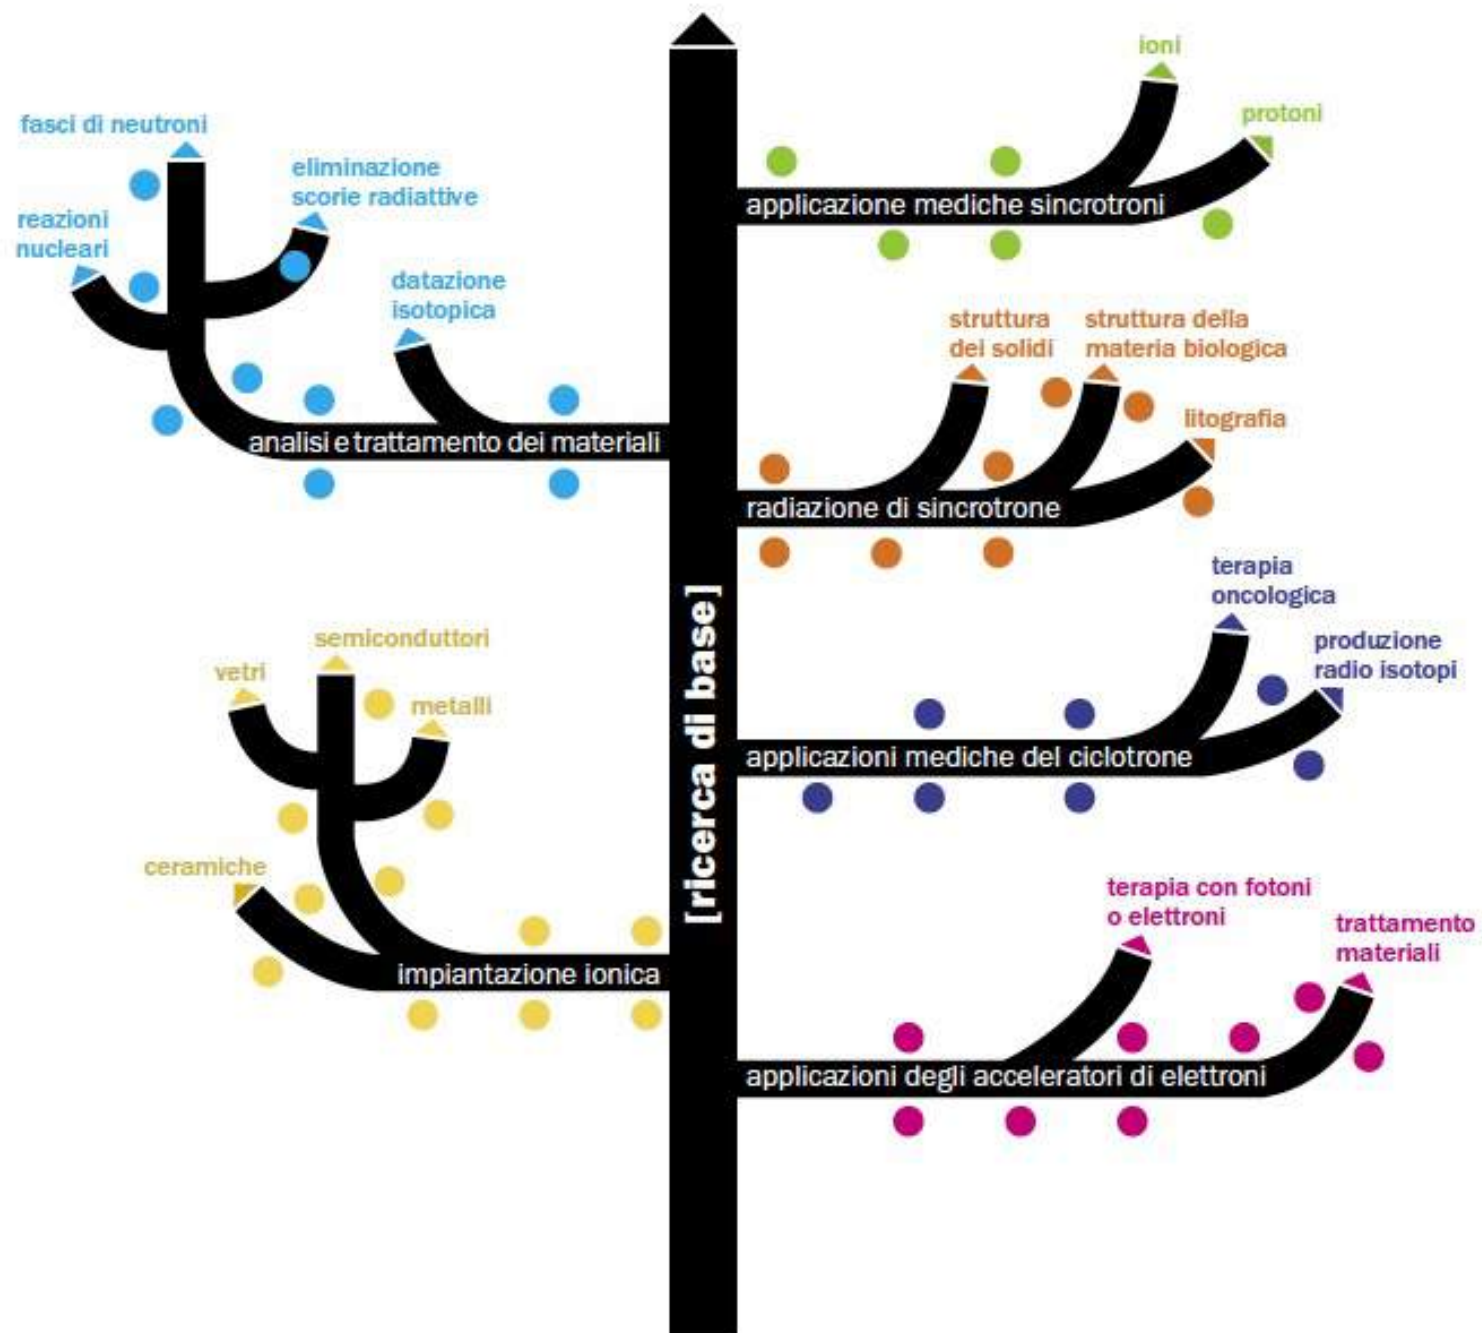 fasci di neutroni
eliminazione
scorie radiattive
reazioni
nucleari
datazione
isotopica
analisi e trattamento dei materiali
semiconduttori
vetri
metalli
ceramiche
impiantazione ionica
[ricerca di base]
ioni
protoni
applicazione mediche sincrotroni
struttura
dei solidi
struttura della
materia biologica
litografia
radiazione di sincrotrone
terapia
oncologica
produzione
radio isotopi
applicazioni mediche del ciclotrone
terapia con fotoni
o elettroni
trattamento
materiali
applicazioni degli acceleratori di elettroni